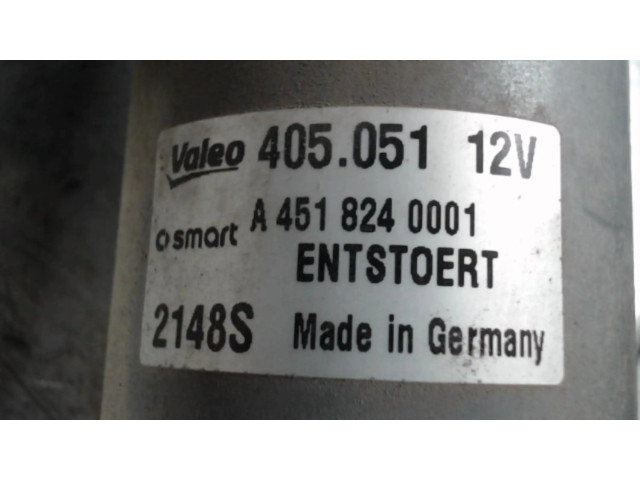 Valeo 405.051 12V
smart A 451 824 0001
ENTSTOERT
2148S Made in Germany